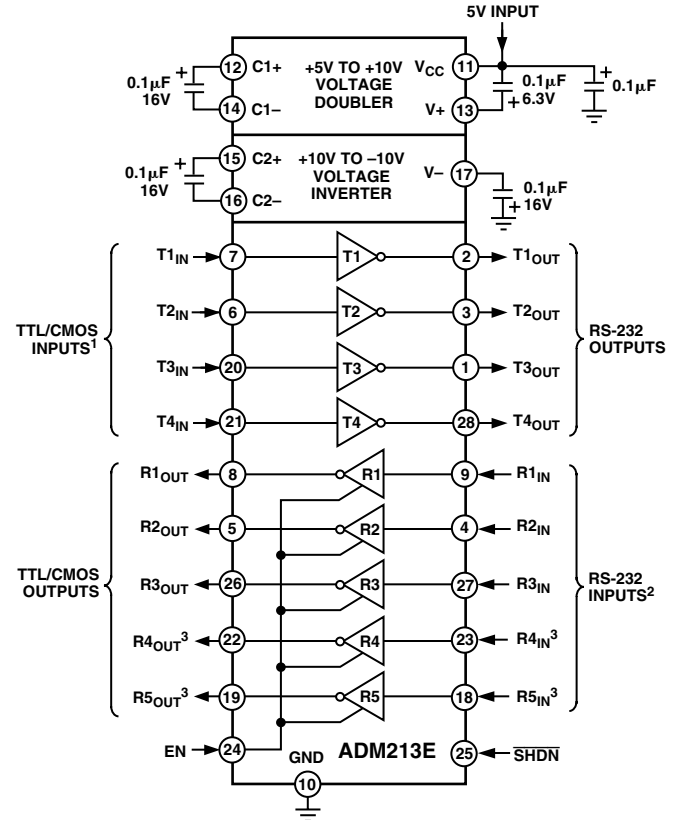 5V INPUT
0.1μF
16V
+
12 C1+
14 C1–
+5V TO +10V
VOLTAGE
DOUBLER
VCC 11
V+ 13
0.1μF
6.3V
+
+
0.1μF
0.1μF
16V
+
15 C2+
16 C2–
+10V TO –10V
VOLTAGE
INVERTER
V– 17
0.1μF
16V
+
TTL/CMOS
INPUTS1
T1IN 7 T1 2 T1OUT
T2IN 6 T2 3 T2OUT
T3IN 20 T3 1 T3OUT
T4IN 21 T4 28 T4OUT
RS-232
OUTPUTS
TTL/CMOS
OUTPUTS
R1OUT 8 R1 9 R1IN
R2OUT 5 R2 4 R2IN
R3OUT 26 R3 27 R3IN
R4OUT3 22 R4 23 R4IN3
R5OUT3 19 R5 18 R5IN3
RS-232
INPUTS2
EN 24
GND
10
ADM213E
25 SHDN